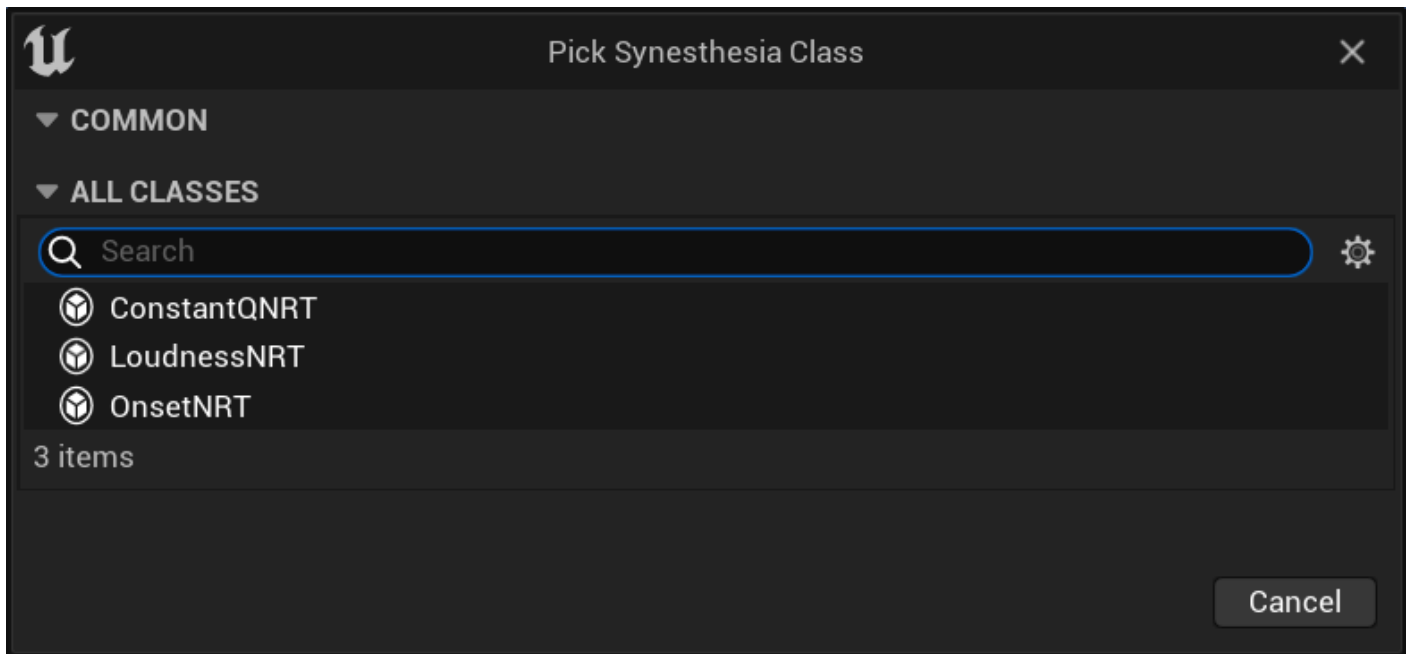 Pick Synesthesia Class
COMMON
ALL CLASSES
Search
ConstantQNRT
LoudnessNRT
OnsetNRT
3 items
Cancel